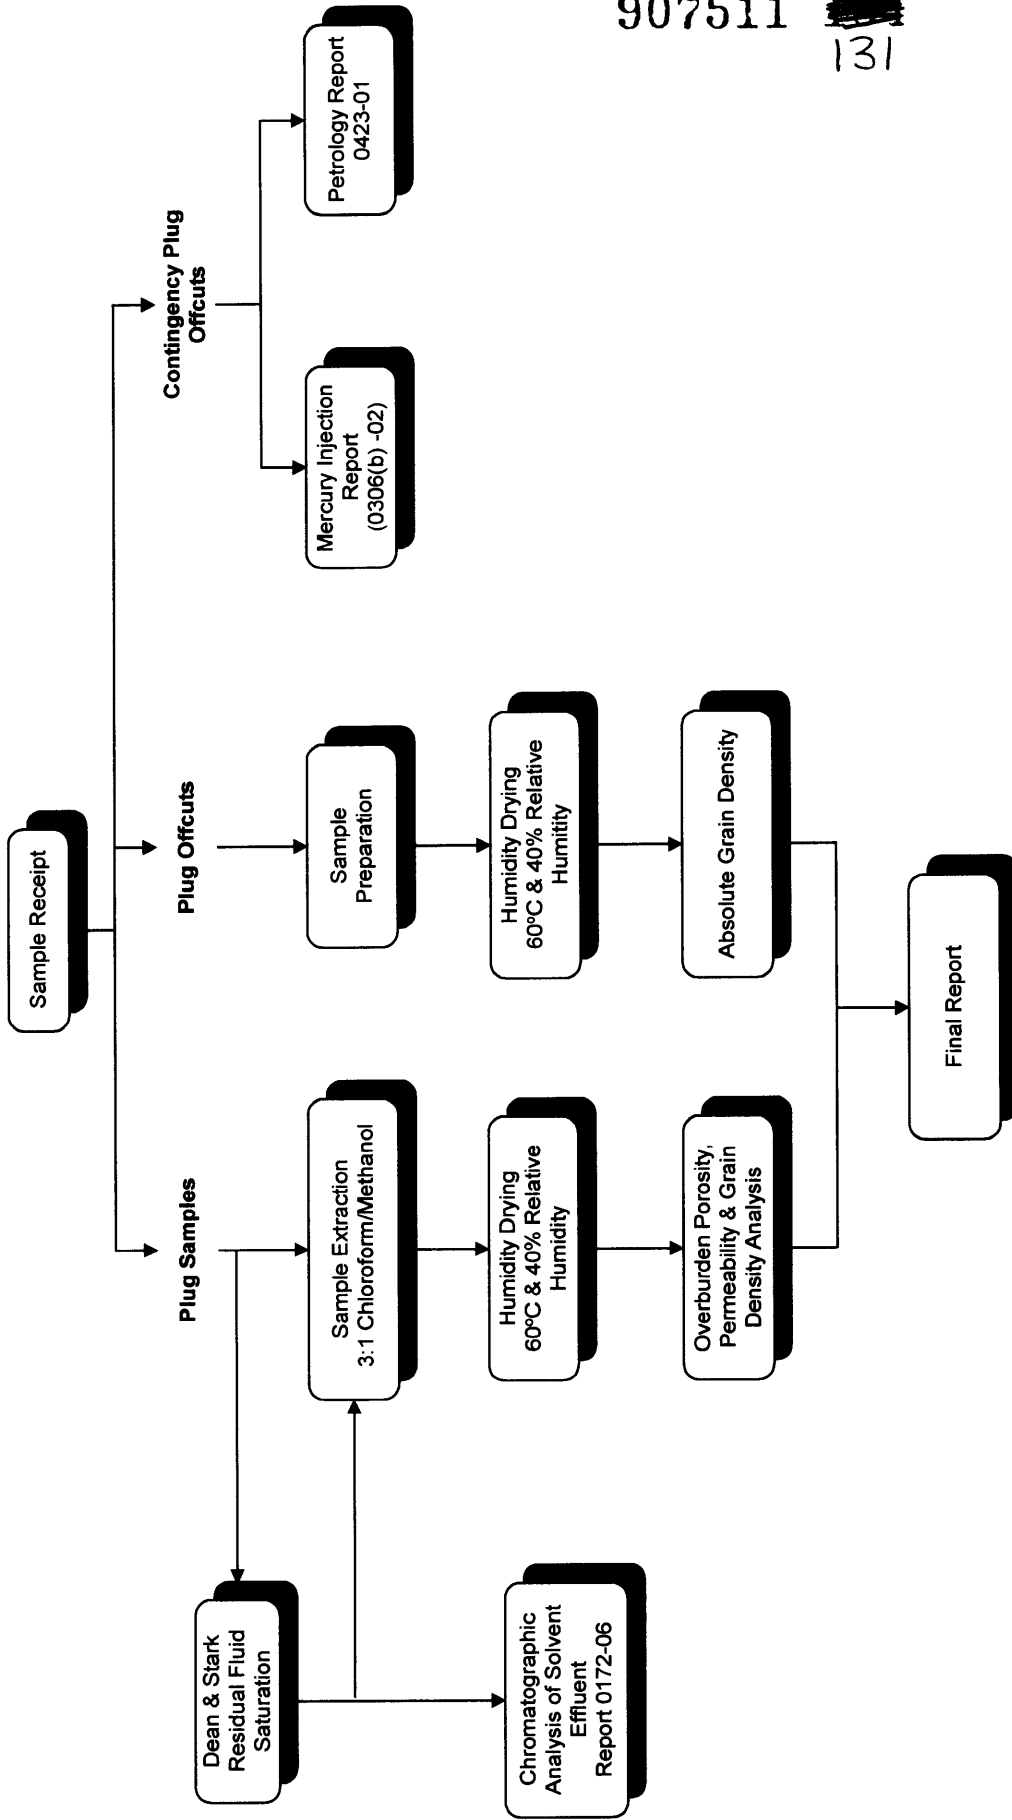 907511
131
Sample Receipt
Plug Samples
Plug Offcuts
Contingency Plug
Offcuts
Dean & Stark
Residual Fluid
Saturation
Sample Extraction
3:1 Chloroform/Methanol
Sample
Preparation
Mercury Injection
Report
(0306(b) -02)
Petrology Report
0423-01
Chromatographic
Analysis of Solvent
Effluent
Report 0172-06
Humidity Drying
60ºC & 40% Relative
Humidity
Humidity Drying
60ºC & 40% Relative
Humitity
Overburden Porosity,
Permeability & Grain
Density Analysis
Absolute Grain Density
Final Report